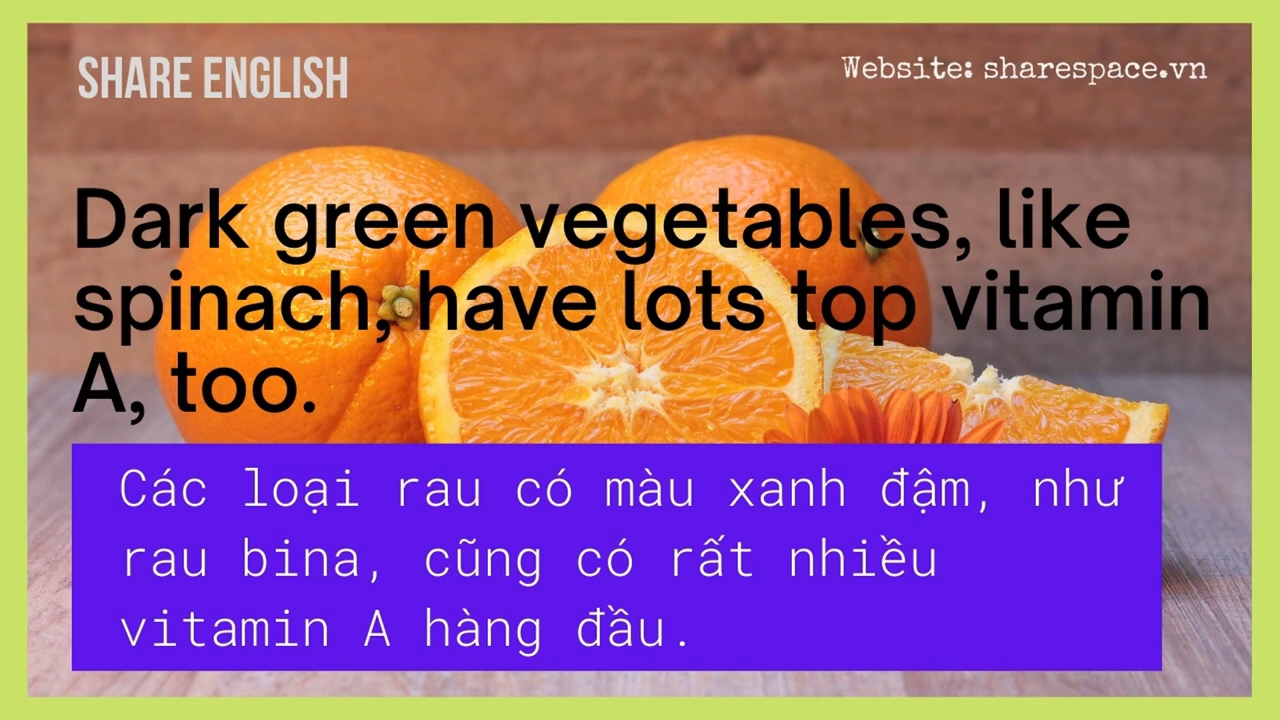 SHARE ENGLISH
Website: sharespace.vn
Dark green vegetables, like
spinach, have lots top vitamin
A, too.
Các loại rau có màu xanh đậm, như
rau bina, cũng có rất nhiều
vitamin A hàng đầu.